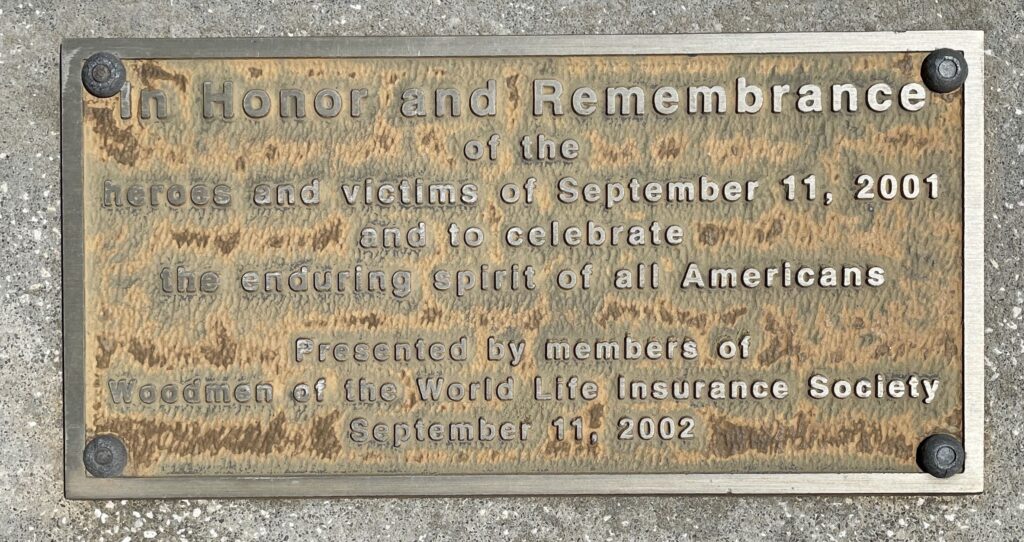 In Honor and Remembrance
of the
heroes and victims of September 11, 2001
and to celebrate
the enduring spirit of all Americans
Presented by members of
Woodmen of the World Life Insurance Society
September 11, 2002